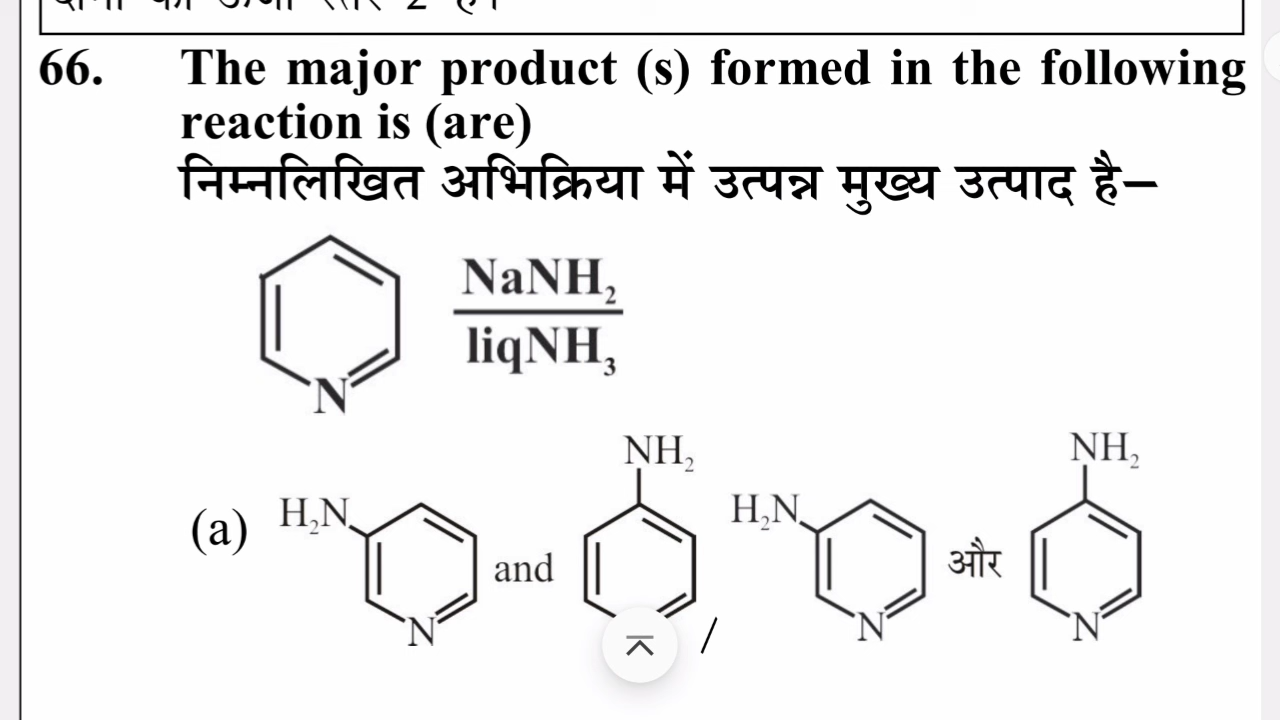 66. The major product (s) formed in the following
reaction is (are)
निम्नलिखित अभिक्रिया में उत्पन्न मुख्य उत्पाद है–
NaNH₂
liqNH₃
N
(a) H₂N N and NH₂ / H₂N N और NH₂ N